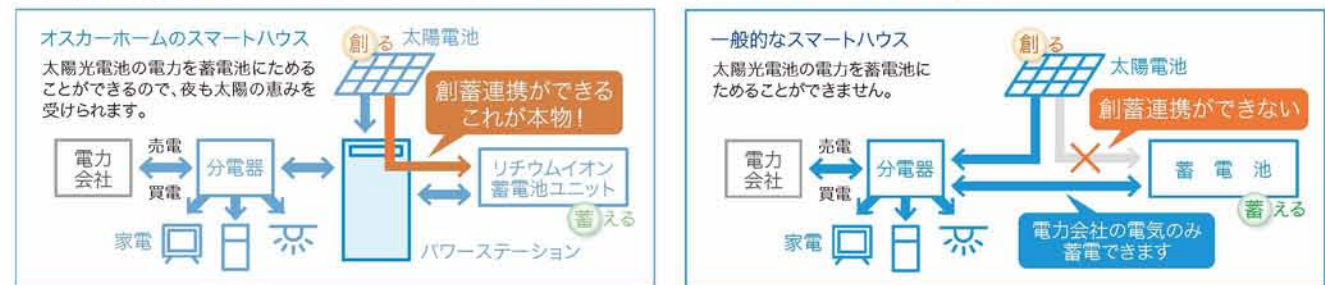 オスカーホームのスマートハウス
太陽光電池の電力を蓄電池にためる
ことができるので、夜も太陽の恵みを
受けられます。
創る 太陽電池
創蓄連携ができる
これが本物!
電力
会社
売電
買電
分電器
リチウムイオン
蓄電池ユニット
蓄える
家電
パワーステーション
一般的なスマートハウス
太陽光電池の電力を蓄電池に
ためることができません。
創る
太陽電池
創蓄連携ができない
電力
会社
売電
買電
分電器
蓄電池
蓄える
家電
電力会社の電気のみ
蓄電できます